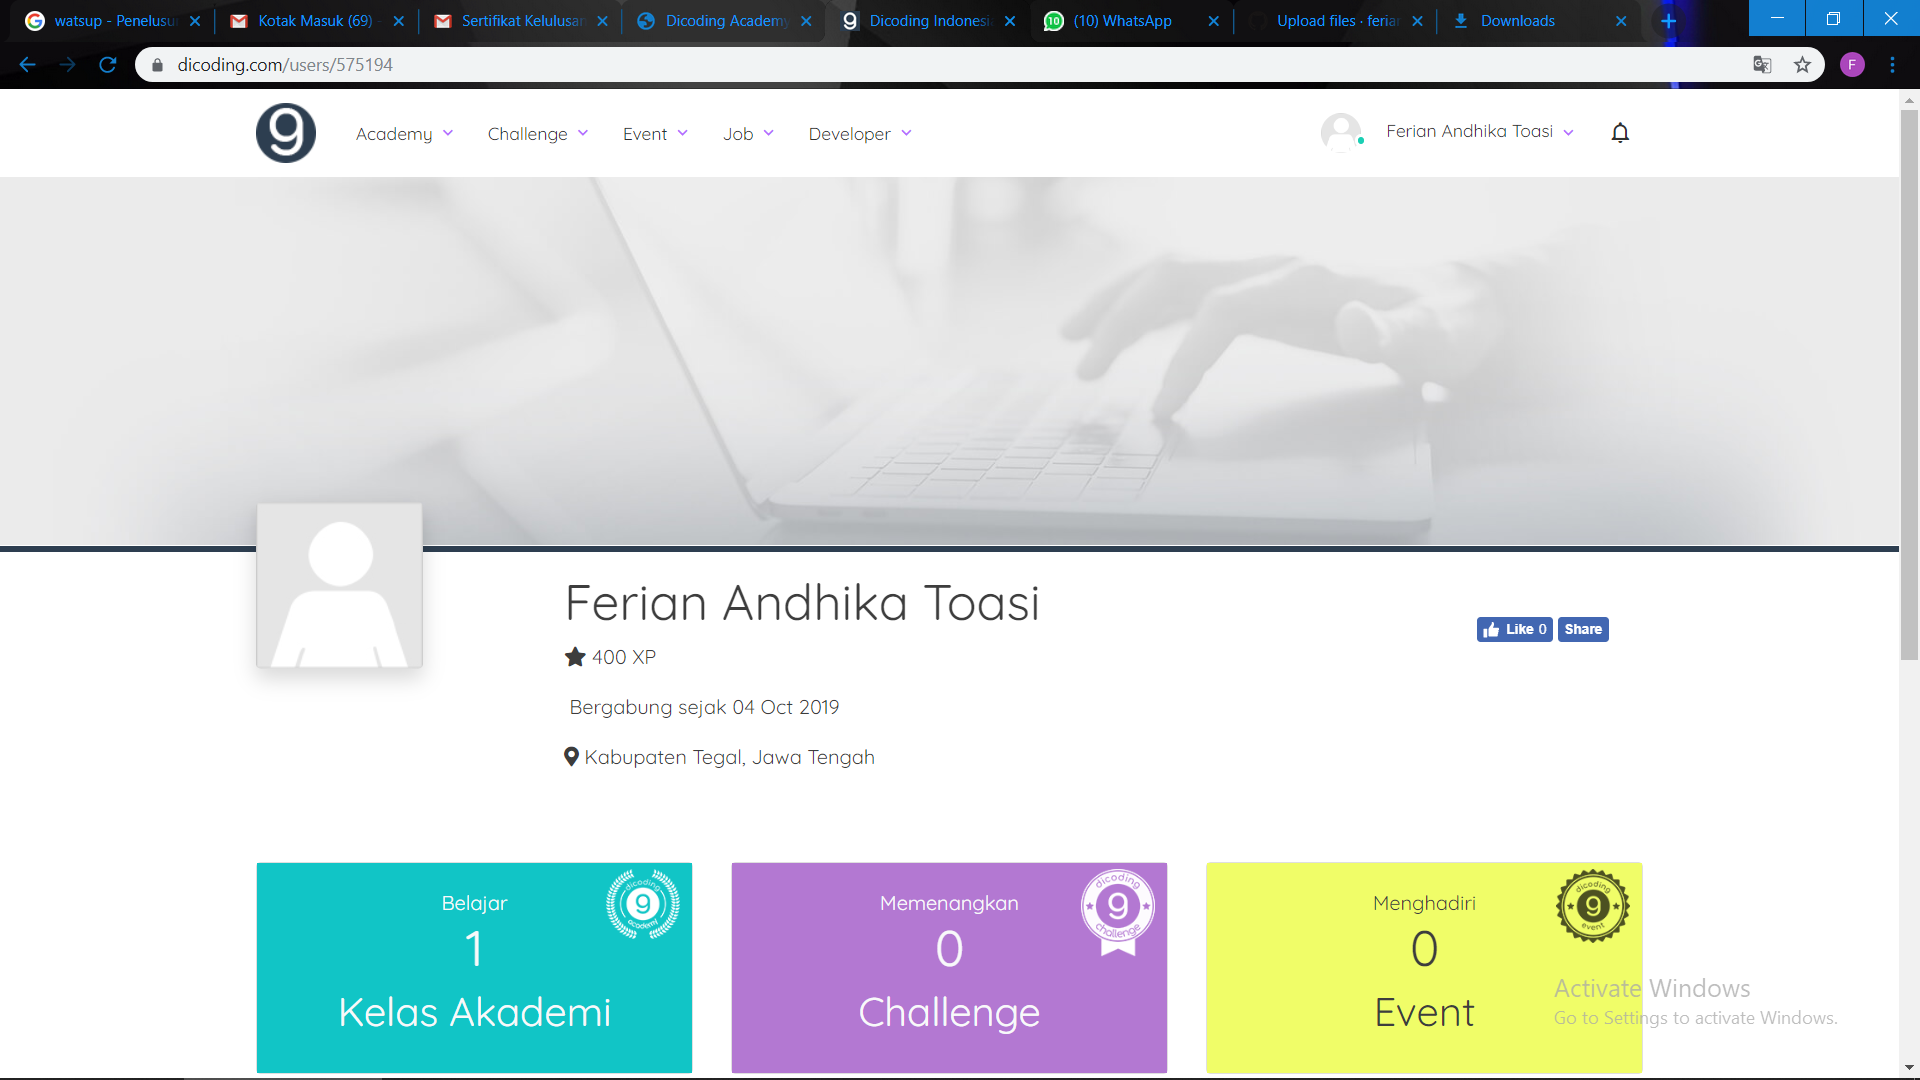 watsup - Penelusu
Kotak Masuk (69) -
Sertifikat Kelulusan
Dicoding Academy
Dicoding Indonesi
10
(10) WhatsApp
Upload files · feria
Downloads
dicoding.com/users/575194
F
Academy
Challenge
Event
Job
Developer
Ferian Andhika Toasi
Ferian Andhika Toasi
400 XP
Like 0
Share
Bergabung sejak 04 Oct 2019
Kabupaten Tegal, Jawa Tengah
Belajar
1
Kelas Akademi
dicoding
academy
Memenangkan
0
Challenge
dicoding
challenge
Menghadiri
0
Event
dicoding
event
Activate Windows
Go to Settings to activate Windows.